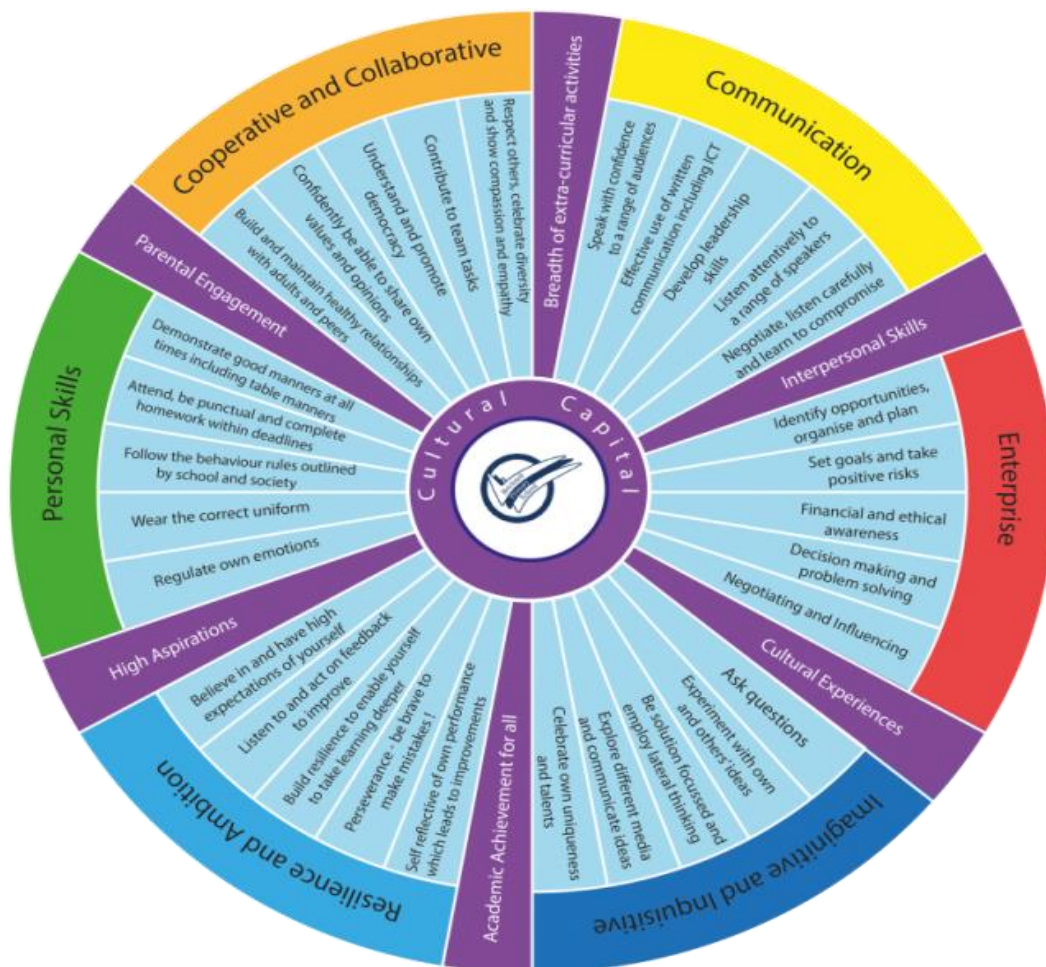 Cultural Capital
Breadth of extra-curricular activities
Communication
Speak with confidence
to a range of audiences
Effective use of written
communication including ICT
Develop leadership
skills
Listen attentively to
a range of speakers
Negotiate, listen carefully
and learn to compromise
Interpersonal Skills
Enterprise
Identify opportunities,
organise and plan
Set goals and take
positive risks
Financial and ethical
awareness
Decision making and
problem solving
Negotiating and Influencing
Cultural Experiences
Imaginitive and Inquisitive
Ask questions
Experiment with own
and others' ideas
Be solution focussed and
employ lateral thinking
Explore different media
and communicate ideas
Celebrate own uniqueness
and talents
Academic Achievement for all
Resilience and Ambition
Self reflective of own performance
which leads to improvements
Perseverance - be brave to
make mistakes !
Build resilience to enable yourself
to take learning deeper
Listen to and act on feedback
to improve
Believe in and have high
expectations of yourself
High Aspirations
Personal Skills
Regulate own emotions
Wear the correct uniform
Follow the behaviour rules outlined
by school and society
Attend, be punctual and complete
homework within deadlines
Demonstrate good manners at all
times including table manners
Parental Engagement
Cooperative and Collaborative
Build and maintain healthy relationships
with adults and peers
Confidently be able to share own
values and opinions
Understand and promote
democracy
Contribute to team tasks
Respect others, celebrate diversity
and show compassion and empathy